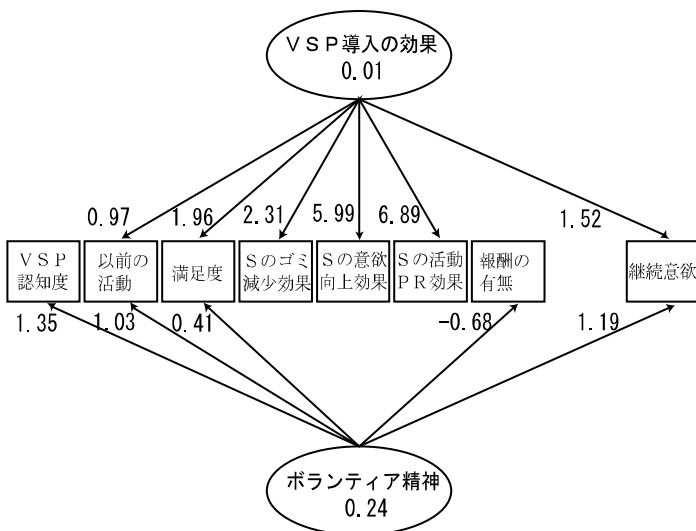 VSP導入の効果
0.01
0.97
1.96
2.31
5.99
6.89
1.52
VSP
認知度
以前の
活動
満足度
Sのゴミ
減少効果
Sの意欲
向上効果
Sの活動
PR効果
報酬の
有無
継続意欲
1.35
1.03
0.41
-0.68
1.19
ボランティア精神
0.24